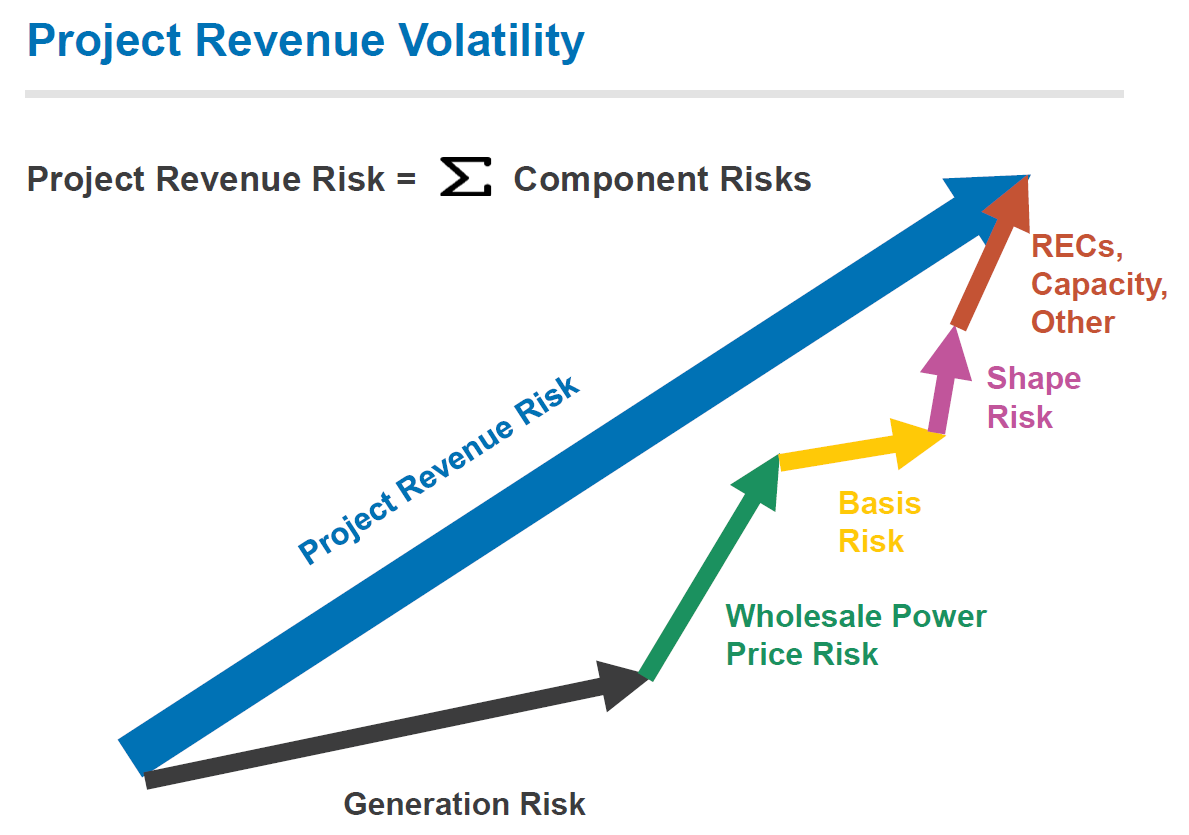 Project Revenue Volatility
Project Revenue Risk = Σ Component Risks
RECs,
Capacity,
Other
Shape
Risk
Project Revenue Risk
Basis
Risk
Wholesale Power
Price Risk
Generation Risk